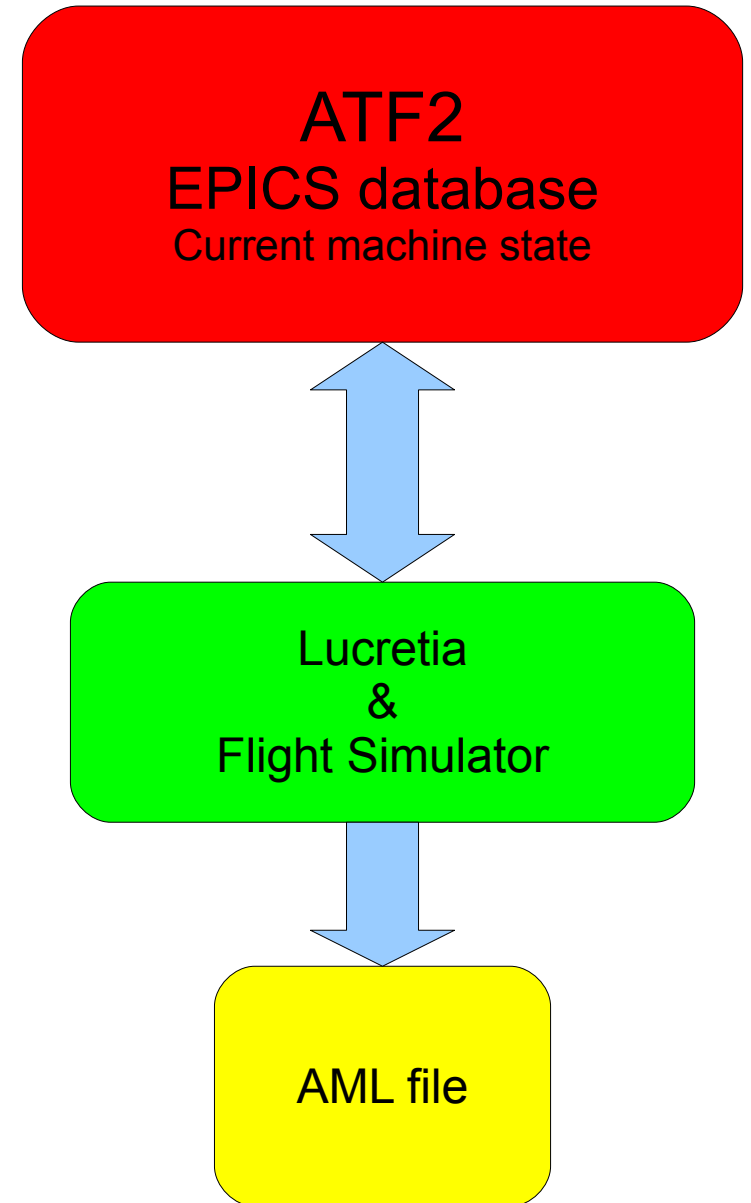 ATF2
EPICS database
Current machine state
Lucretia
&
Flight Simulator
AML file